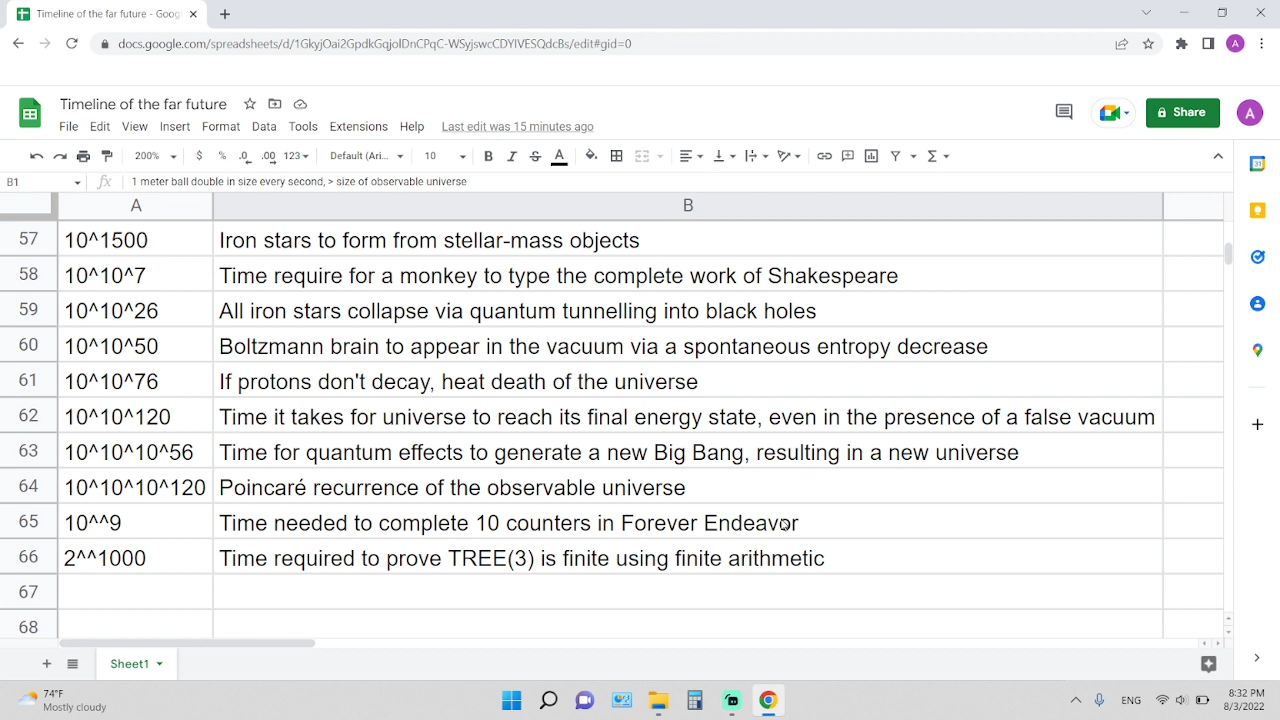 Timeline of the far future - Goog
docs.google.com/spreadsheets/d/1GkyjOai2GpdkGqjolDnCPqC-WSyjswcCDYIVESOdcBs/edit#gid=0
A
Timeline of the far future
File Edit View Insert Format Data Tools Extensions Help Last edit was 15 minutes ago
Share
A
200% $ % .0 .00 123 Default (Ari... 10 B I S A
B1 fx 1 meter ball double in size every second, > size of observable universe
31
A B
57 10^1500 Iron stars to form from stellar-mass objects
58 10^10^7 Time require for a monkey to type the complete work of Shakespeare
59 10^10^26 All iron stars collapse via quantum tunnelling into black holes
60 10^10^50 Boltzmann brain to appear in the vacuum via a spontaneous entropy decrease
61 10^10^76 If protons don't decay, heat death of the universe
62 10^10^120 Time it takes for universe to reach its final energy state, even in the presence of a false vacuum
63 10^10^10^56 Time for quantum effects to generate a new Big Bang, resulting in a new universe
64 10^10^10^120 Poincaré recurrence of the observable universe
65 10^^9 Time needed to complete 10 counters in Forever Endeavor
66 2^^1000 Time required to prove TREE(3) is finite using finite arithmetic
67
68
Sheet1
74°F
Mostly cloudy
ENG
8:32 PM
8/3/2022